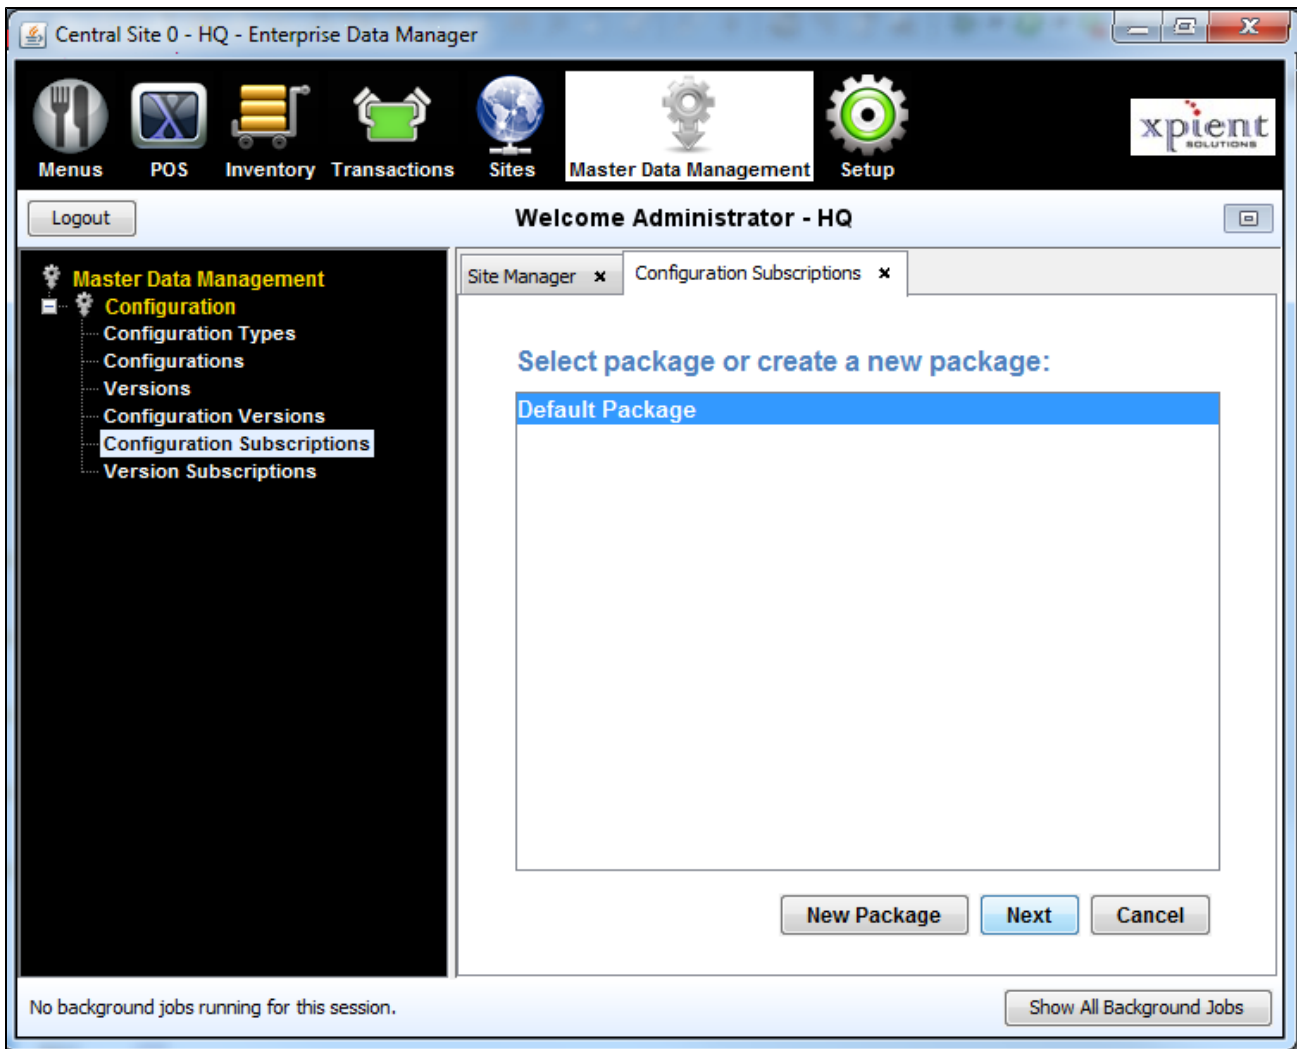 Central Site 0 - HQ - Enterprise Data Manager
Menus POS Inventory Transactions Sites Master Data Management Setup
xpient
SOLUTIONS
Logout
Welcome Administrator - HQ
Master Data Management
Configuration
Configuration Types
Configurations
Versions
Configuration Versions
Configuration Subscriptions
Version Subscriptions
Site Manager
Configuration Subscriptions
Select package or create a new package:
Default Package
New Package Next Cancel
No background jobs running for this session.
Show All Background Jobs